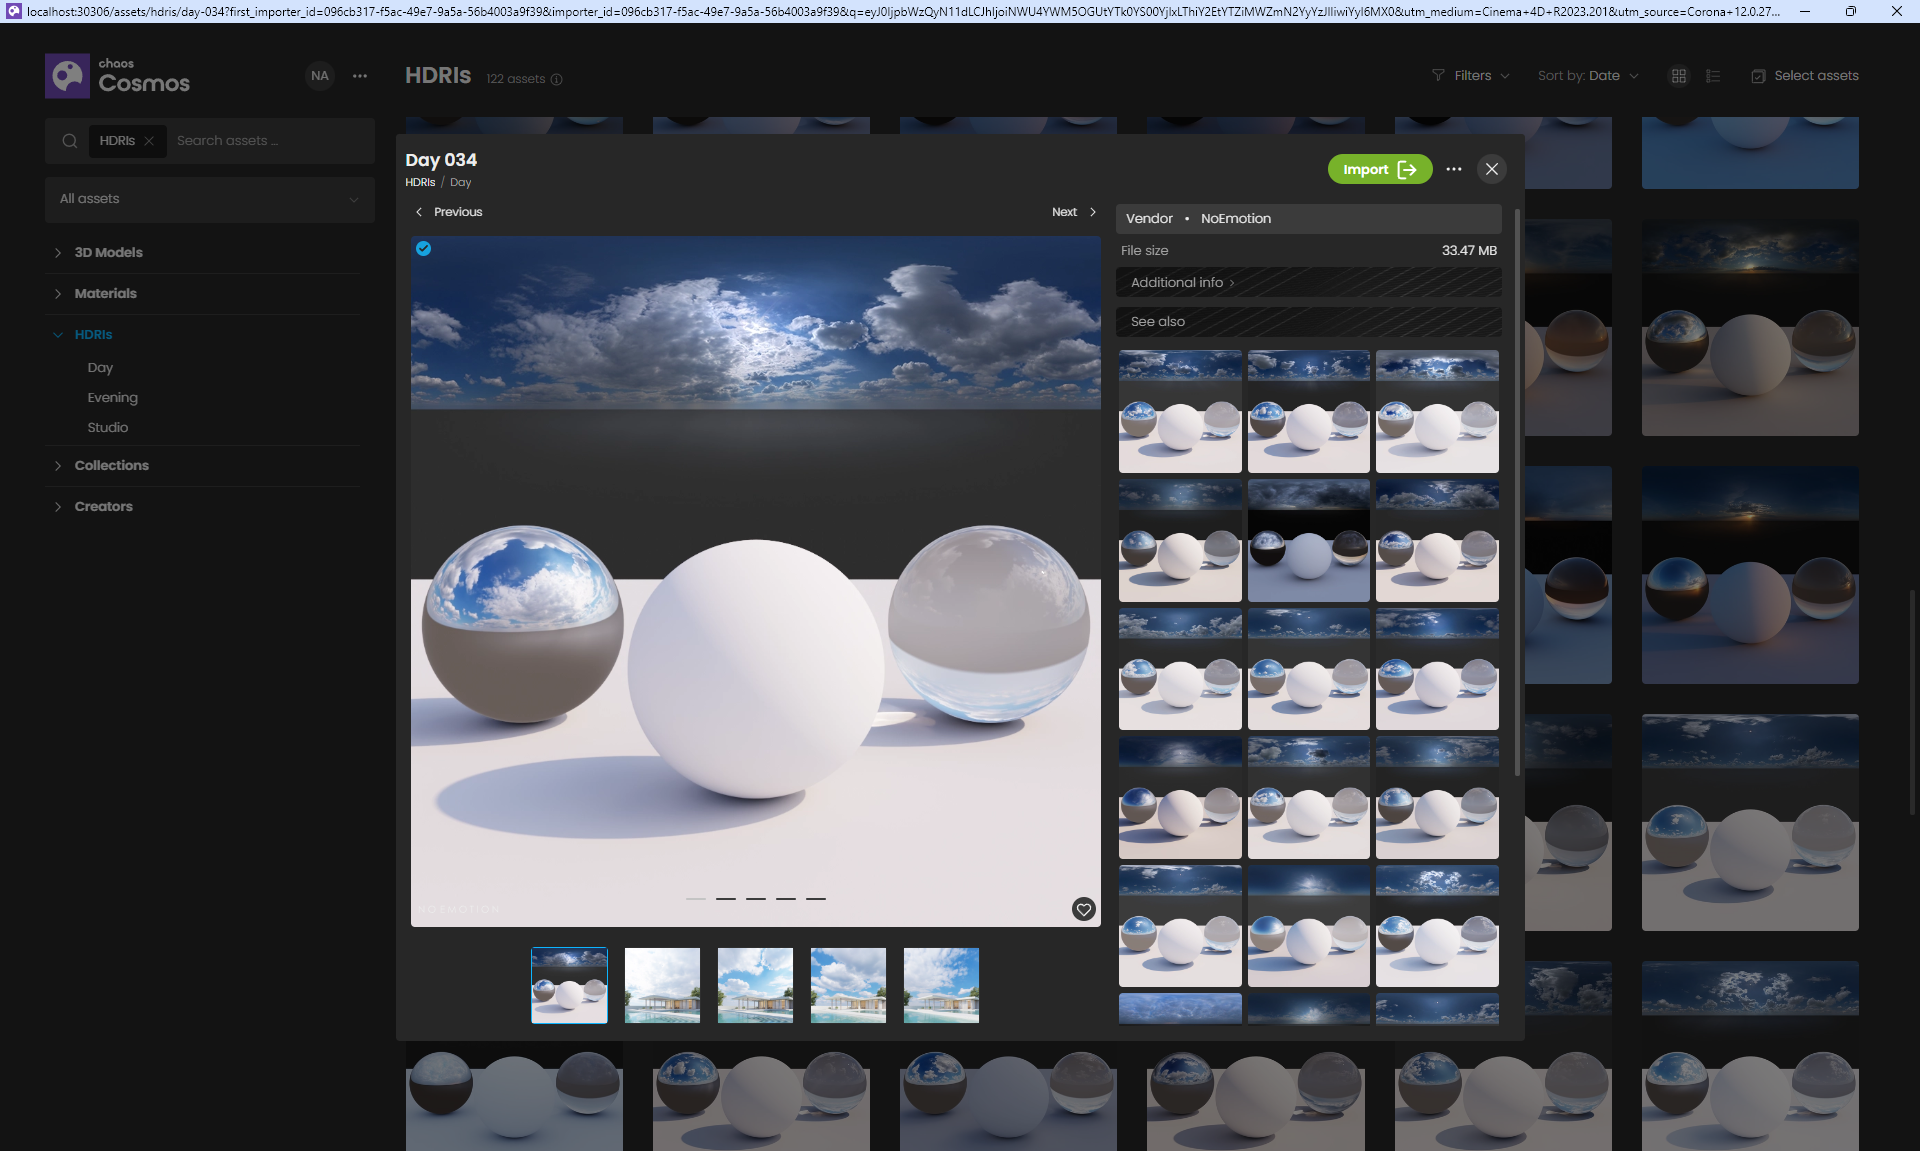 localhost:30306/assets/hdris/day-034?first_importer_id=096cb317-f5ac-49e7-9a5a-56b4003a9f39&importer_id=096cb317-f5ac-49e7-9a5a-56b4003a9f39&q=eyJ0IjpbWzQyN11dLCJhIjoiNWU4YWM5OGUtYTk0YS00YjIxLThiY2EtYTZiMWZmN2YyYzJlIiwiYyI6MX0&utm_medium=Cinema+4D+R2023.201&utm_source=Corona+12.0.27...
chaos
Cosmos
NA
HDRIs 122 assets
Filters
Sort by: Date
Select assets
HDRIs
Search assets ...
All assets
3D Models
Materials
HDRIs
Day
Evening
Studio
Collections
Creators
Day 034
HDRIs / Day
Import
Previous
Next
Vendor • NoEmotion
File size 33.47 MB
Additional info
See also
NOEMOTION